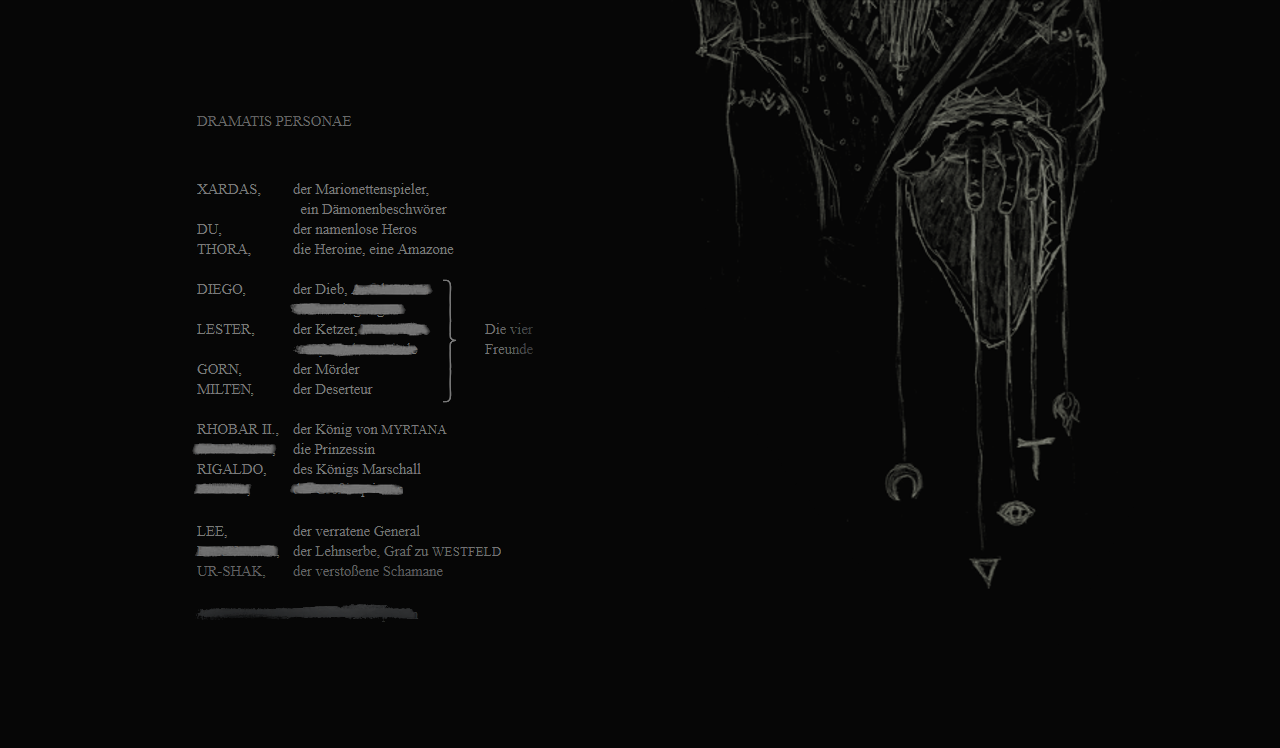 DRAMATIS PERSONAE
XARDAS, der Marionettenspieler,
ein Dämonenbeschwörer
DU, der namenlose Heros
THORA, die Heroine, eine Amazone
DIEGO, der Dieb,
LESTER, der Ketzer,
Die vier
Freunde
GORN, der Mörder
MILTEN, der Deserteur
RHOBAR II., der König von MYRTANA
die Prinzessin
RIGALDO, des Königs Marschall
LEE, der verratene General
der Lehnserbe, Graf zu WESTFELD
UR-SHAK, der verstoßene Schamane